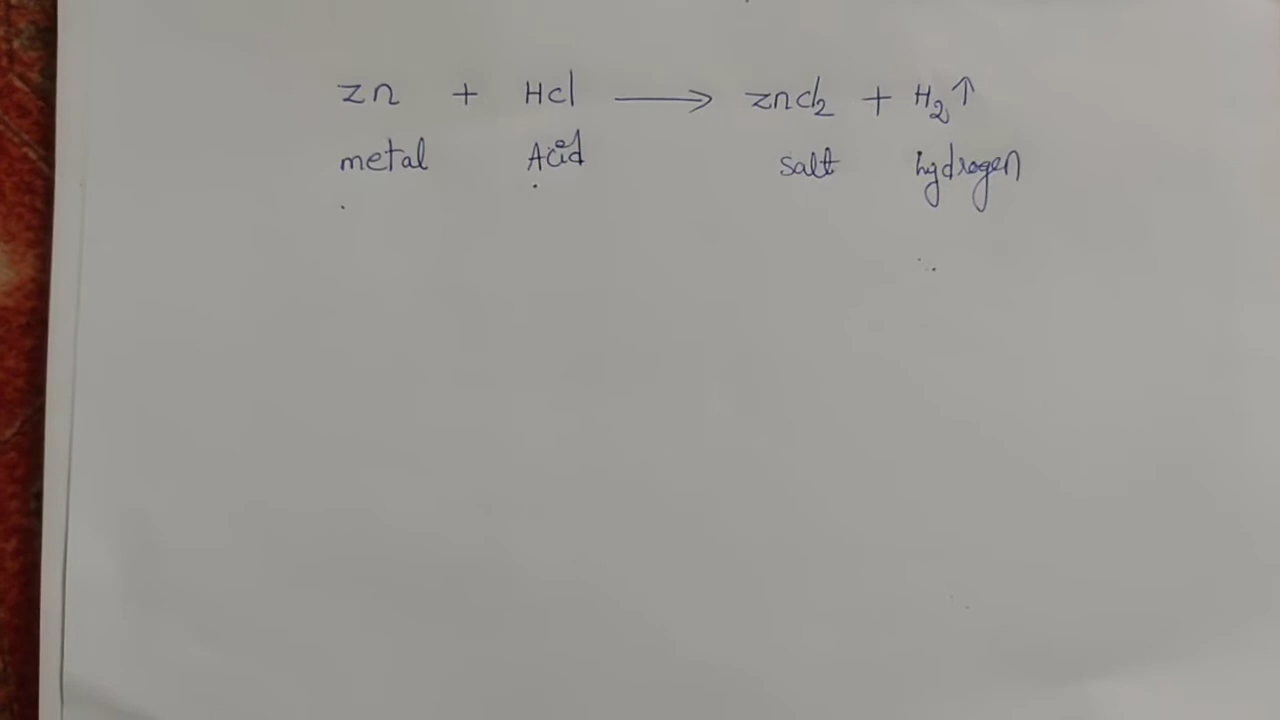 zn + Hcl ⟶ zncl₂ + H₂↑
metal Acid salt hydrogen